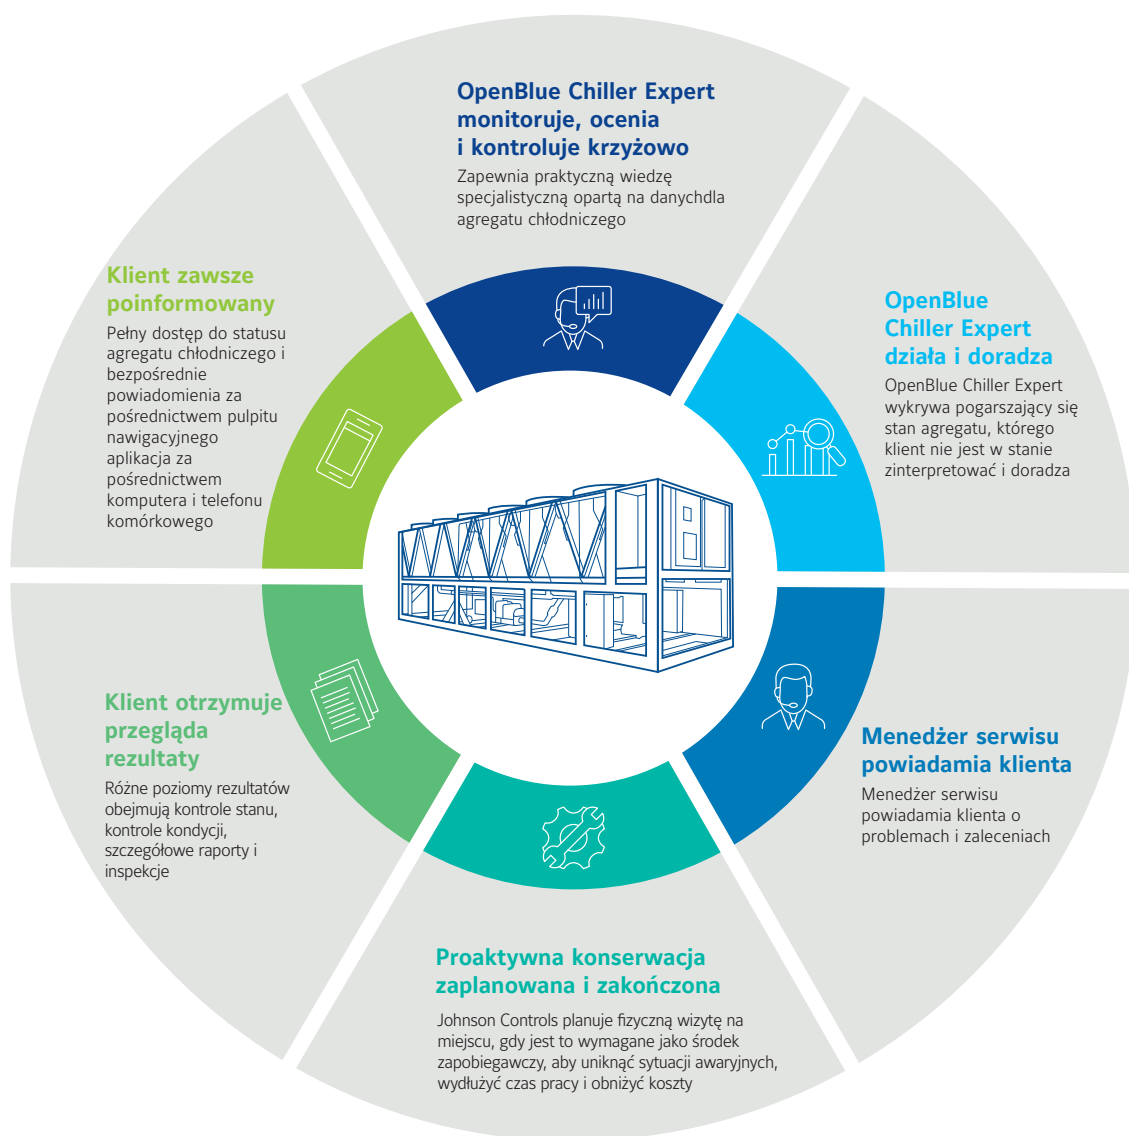 OpenBlue Chiller Expert
monitoruje, ocenia
i kontroluje krzyżowo
Zapewnia praktyczną wiedzę
specjalistyczną opartą na danychdla
agregatu chłodniczego
OpenBlue
Chiller Expert
działa i doradza
OpenBlue Chiller Expert
wykrywa pogarszający się
stan agregatu, którego
klient nie jest w stanie
zinterpretować i doradza
Menedżer serwisu
powiadamia klienta
Menedżer serwisu
powiadamia klienta o
problemach i zaleceniach
Proaktywna konserwacja
zaplanowana i zakończona
Johnson Controls planuje fizyczną wizytę na
miejscu, gdy jest to wymagane jako środek
zapobiegawczy, aby uniknąć sytuacji awaryjnych,
wydłużyć czas pracy i obniżyć koszty
Klient otrzymuje
przegląda
rezultaty
Różne poziomy rezultatów
obejmują kontrole stanu,
kontrole kondycji,
szczegółowe raporty i
inspekcje
Klient zawsze
poinformowany
Pełny dostęp do statusu
agregatu chłodniczego i
bezpośrednie
powiadomienia za
pośrednictwem pulpitu
nawigacyjnego
aplikacja za
pośrednictwem
komputera i telefonu
komórkowego